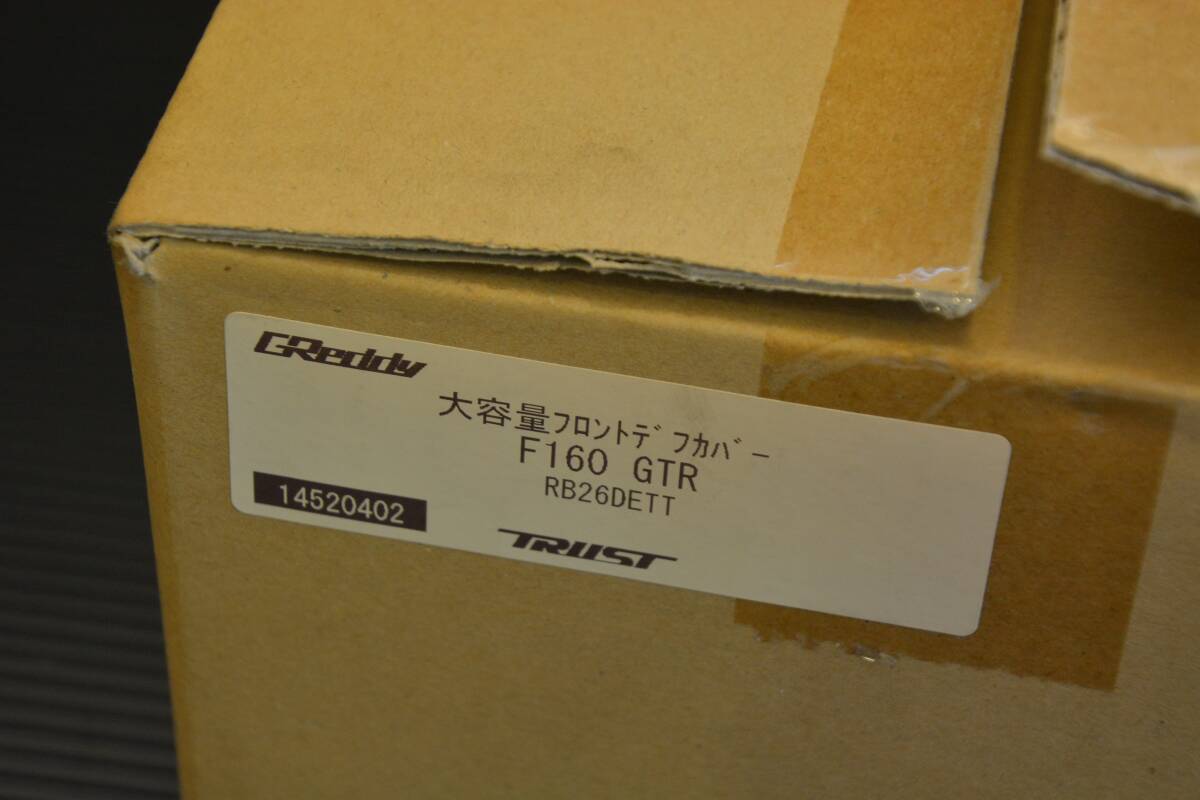 GReddy
大容量ﾌﾛﾝﾄﾃﾞﾌｶﾊﾞｰ
F160 GTR
RB26DETT
14520402
TRUST